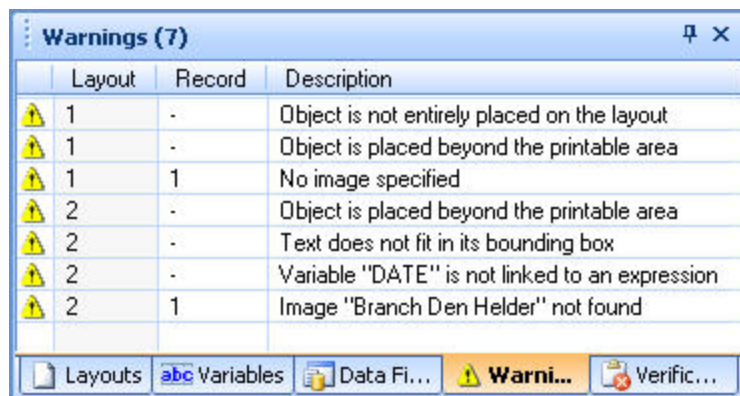 Warnings (7)
Layout Record Description
1 - Object is not entirely placed on the layout
1 - Object is placed beyond the printable area
1 1 No image specified
2 - Object is placed beyond the printable area
2 - Text does not fit in its bounding box
2 - Variable "DATE" is not linked to an expression
2 1 Image "Branch Den Helder" not found
Layouts abc Variables Data Fi... Warni... Verific...